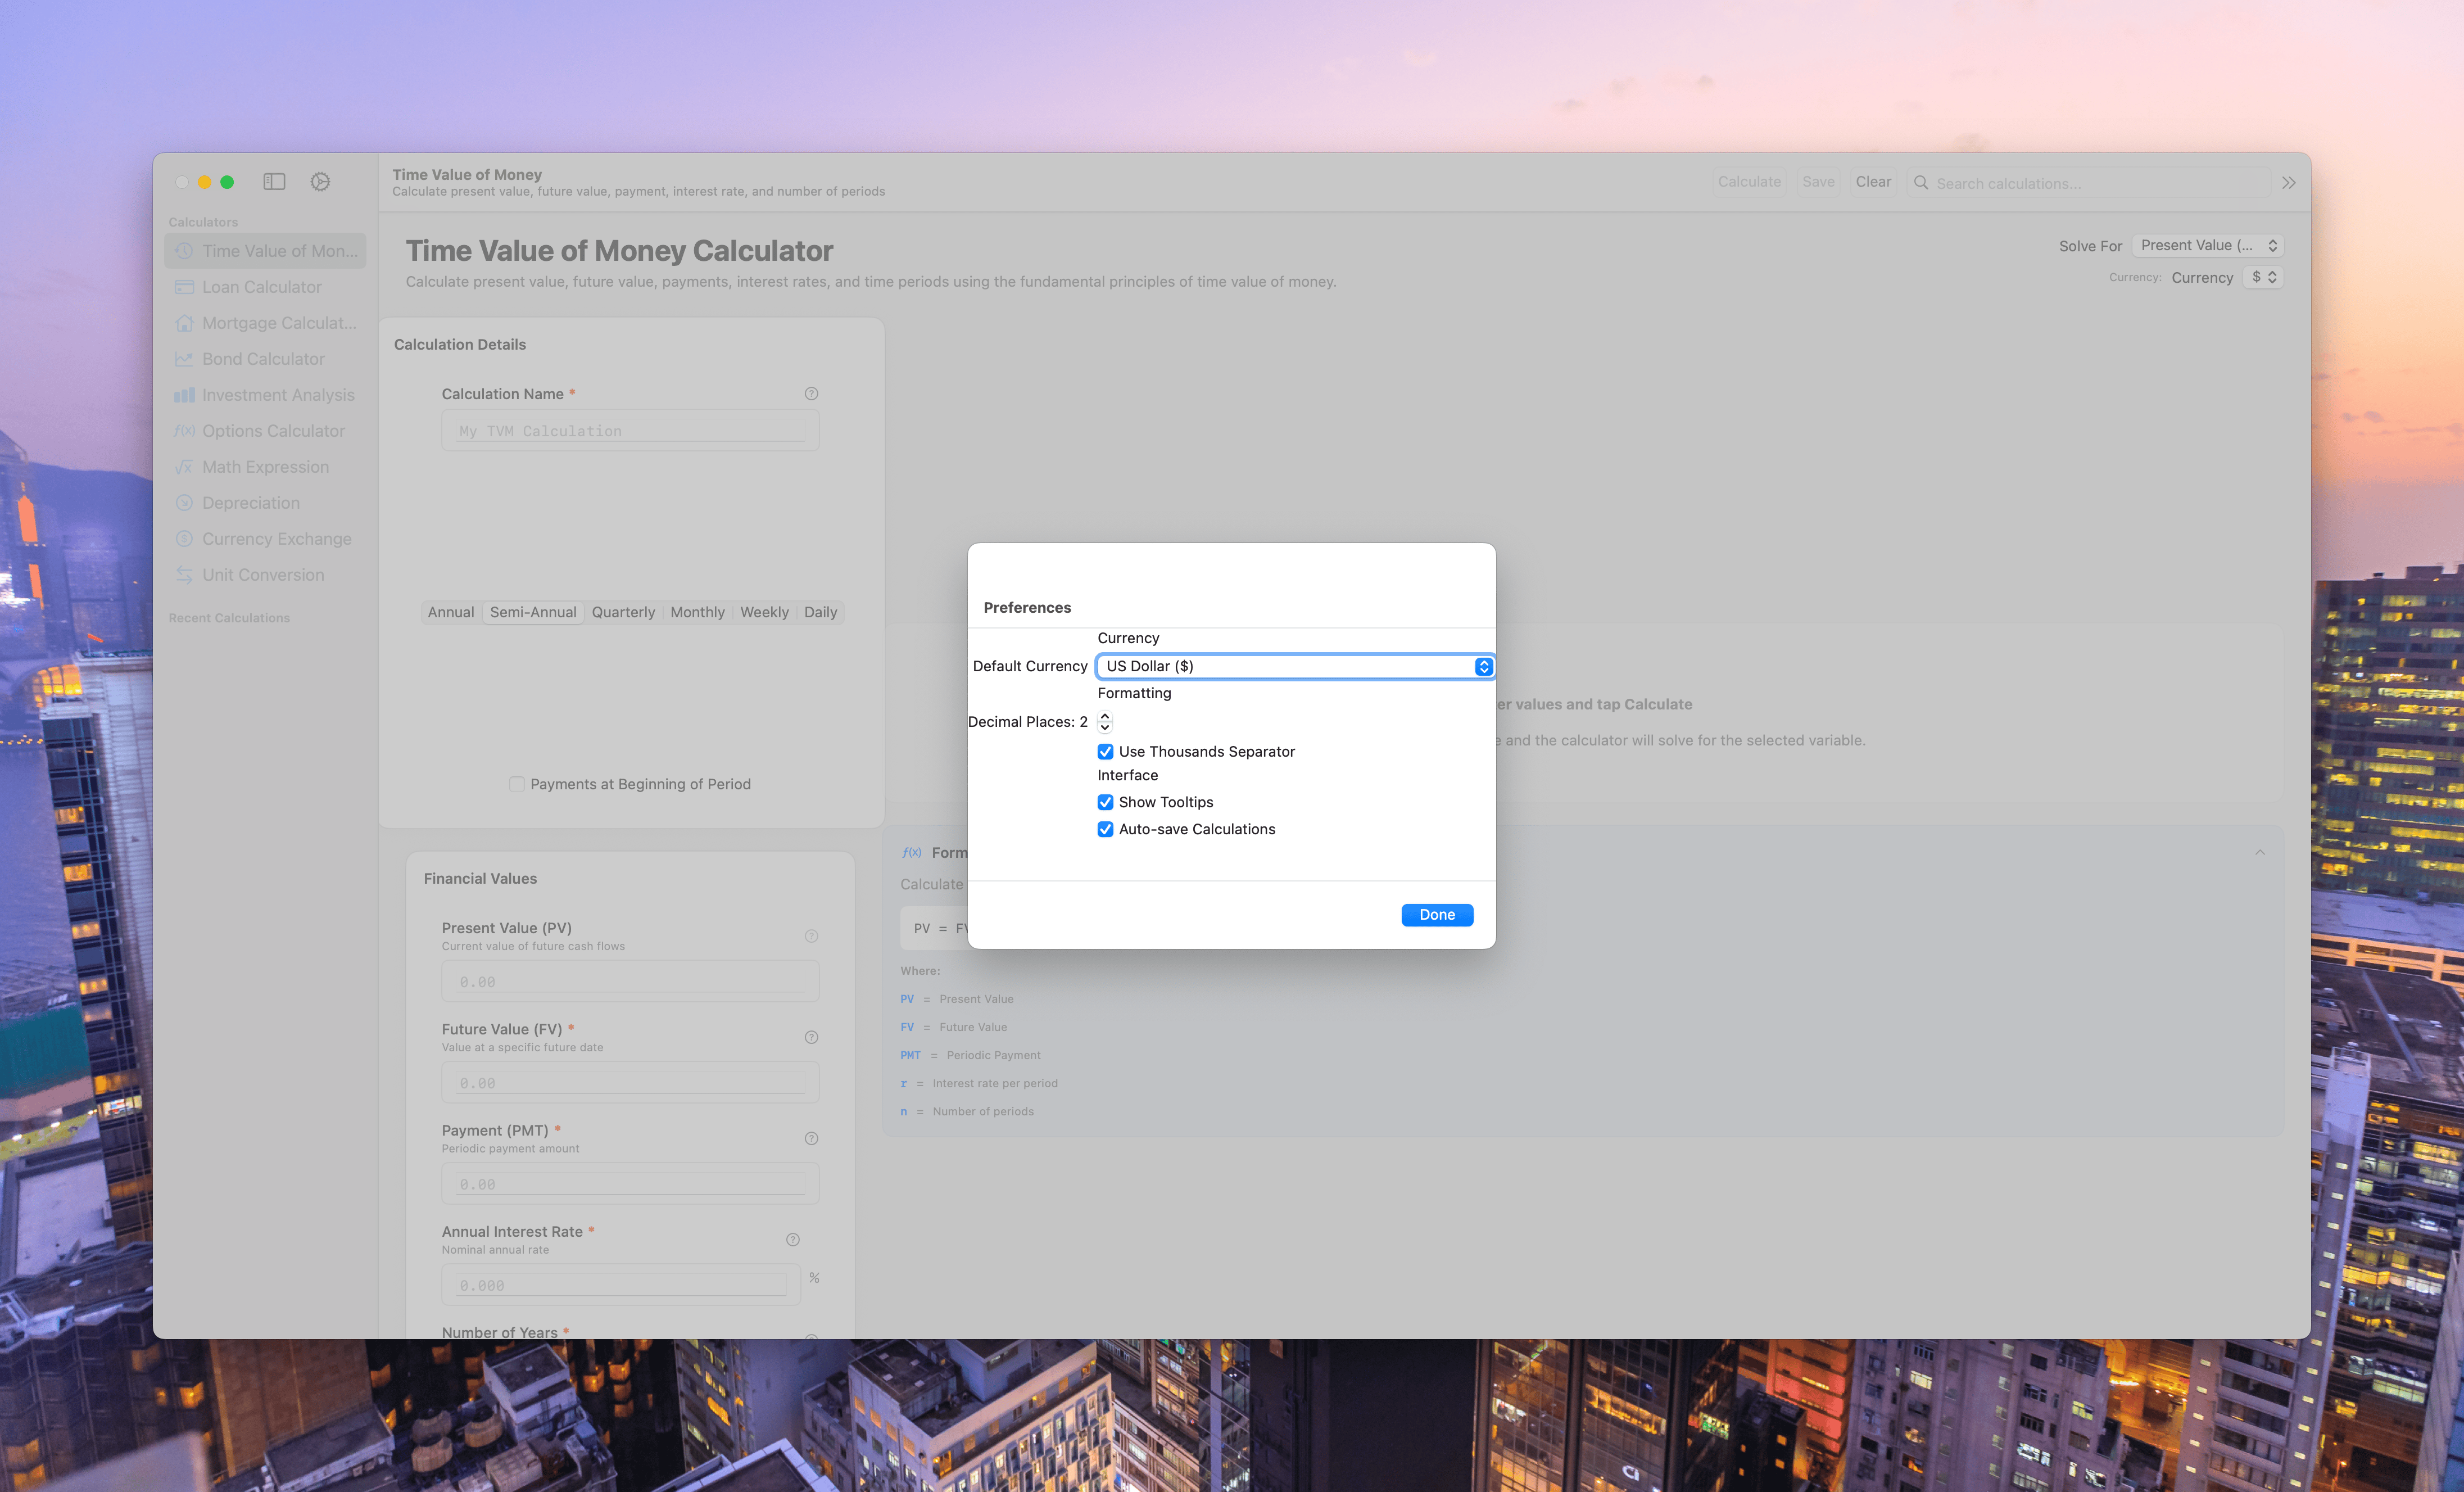 Time Value of Money
Calculate present value, future value, payment, interest rate, and number of periods
Calculate
Save
Clear
Search calculations...
Calculators
Time Value of Mon...
Loan Calculator
Mortgage Calculat...
Bond Calculator
Investment Analysis
f(x) Options Calculator
√x Math Expression
Depreciation
Currency Exchange
Unit Conversion
Recent Calculations
Time Value of Money Calculator
Calculate present value, future value, payments, interest rates, and time periods using the fundamental principles of time value of money.
Solve For Present Value (...
Currency: Currency $
Calculation Details
Calculation Name *
My TVM Calculation
Annual Semi-Annual Quarterly Monthly Weekly Daily
Payments at Beginning of Period
Financial Values
Present Value (PV)
Current value of future cash flows
0.00
Future Value (FV) *
Value at a specific future date
0.00
Payment (PMT) *
Periodic payment amount
0.00
Annual Interest Rate *
Nominal annual rate
0.000 %
Number of Years *
Preferences
Currency
Default Currency US Dollar ($)
Formatting
Decimal Places: 2
Use Thousands Separator
Interface
Show Tooltips
Auto-save Calculations
Done
values and tap Calculate
and the calculator will solve for the selected variable.
f(x)
Calculate
PV =
Where:
PV = Present Value
FV = Future Value
PMT = Periodic Payment
r = Interest rate per period
n = Number of periods